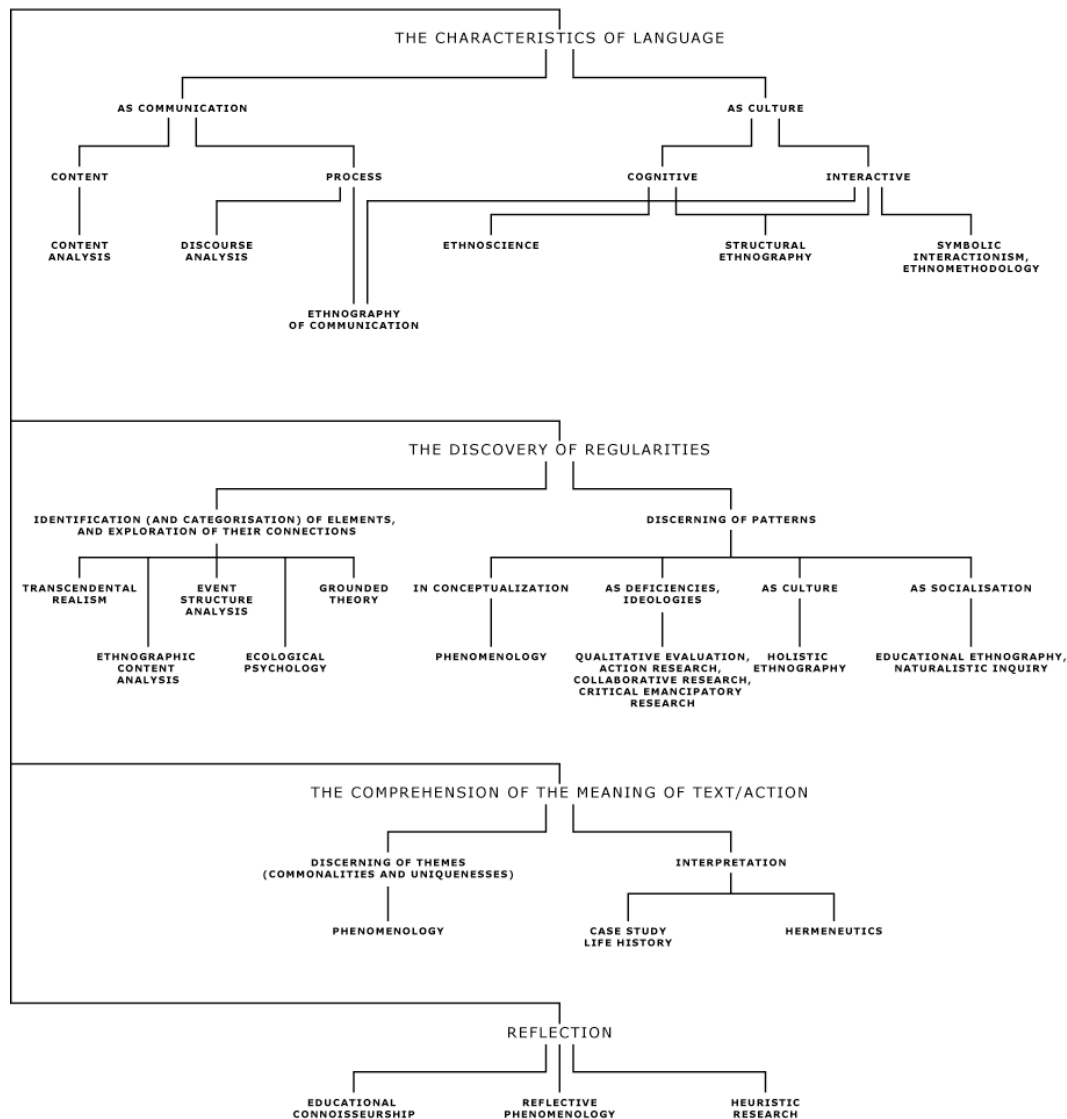 THE CHARACTERISTICS OF LANGUAGE
AS COMMUNICATION
AS CULTURE
CONTENT
PROCESS
COGNITIVE
INTERACTIVE
CONTENT
ANALYSIS
DISCOURSE
ANALYSIS
ETHNOSCIENCE
STRUCTURAL
ETHNOGRAPHY
SYMBOLIC
INTERACTIONISM,
ETHNOMETHODOLOGY
ETHNOGRAPHY
OF COMMUNICATION
THE DISCOVERY OF REGULARITIES
IDENTIFICATION (AND CATEGORISATION) OF ELEMENTS,
AND EXPLORATION OF THEIR CONNECTIONS
DISCERNING OF PATTERNS
TRANSCENDENTAL
REALISM
EVENT
STRUCTURE
ANALYSIS
GROUNDED
THEORY
IN CONCEPTUALIZATION
AS DEFICIENCIES,
IDEOLOGIES
AS CULTURE
AS SOCIALISATION
ETHNOGRAPHIC
CONTENT
ANALYSIS
ECOLOGICAL
PSYCHOLOGY
PHENOMENOLOGY
QUALITATIVE EVALUATION,
ACTION RESEARCH,
COLLABORATIVE RESEARCH,
CRITICAL EMANCIPATORY
RESEARCH
HOLISTIC
ETHNOGRAPHY
EDUCATIONAL ETHNOGRAPHY,
NATURALISTIC INQUIRY
THE COMPREHENSION OF THE MEANING OF TEXT/ACTION
DISCERNING OF THEMES
(COMMONALITIES AND UNIQUENESSES)
INTERPRETATION
PHENOMENOLOGY
CASE STUDY
LIFE HISTORY
HERMENEUTICS
REFLECTION
EDUCATIONAL
CONNOISSEURSHIP
REFLECTIVE
PHENOMENOLOGY
HEURISTIC
RESEARCH